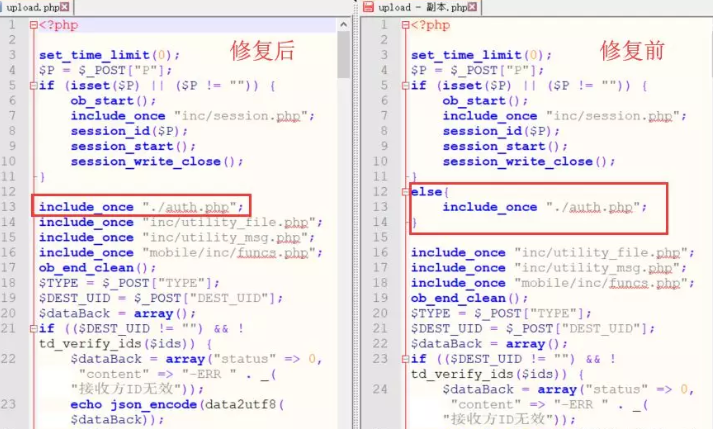 upload.php
修复后
1 <?php
2
3 set_time_limit(0);
4 $P = $_POST["P"];
5 if (isset($P) || ($P != "")) {
6 ob_start();
7 include_once "inc/session.php";
8 session_id($P);
9 session_start();
10 session_write_close();
11 }
12
13 include_once "./auth.php";
14 include_once "inc/utility_file.php";
15 include_once "inc/utility_msg.php";
16 include_once "mobile/inc/funcs.php";
17 ob_end_clean();
18 $TYPE = $_POST["TYPE"];
19 $DEST_UID = $_POST["DEST_UID"];
20 $dataBack = array();
21 if (($DEST_UID != "") && !
td_verify_ids($ids)) {
22 $dataBack = array("status" => 0,
"content" => "-ERR " . _(
"接收方ID无效"));
23 echo json_encode(data2utf8(
$dataBack));
upload - 副本.php
修复前
1 <?php
2
3 set_time_limit(0);
4 $P = $_POST["P"];
5 if (isset($P) || ($P != "")) {
6 ob_start();
7 include_once "inc/session.php";
8 session_id($P);
9 session_start();
10 session_write_close();
11 }
12 else{
13 include_once "./auth.php";
14 }
15
16 include_once "inc/utility_file.php";
17 include_once "inc/utility_msg.php";
18 include_once "mobile/inc/funcs.php";
19 ob_end_clean();
20 $TYPE = $_POST["TYPE"];
21 $DEST_UID = $_POST["DEST_UID"];
22 $dataBack = array();
23 if (($DEST_UID != "") && !
td_verify_ids($ids)) {
24 $dataBack = array("status" => 0,
"content" => "-ERR " . _(
"接收方ID无效"));